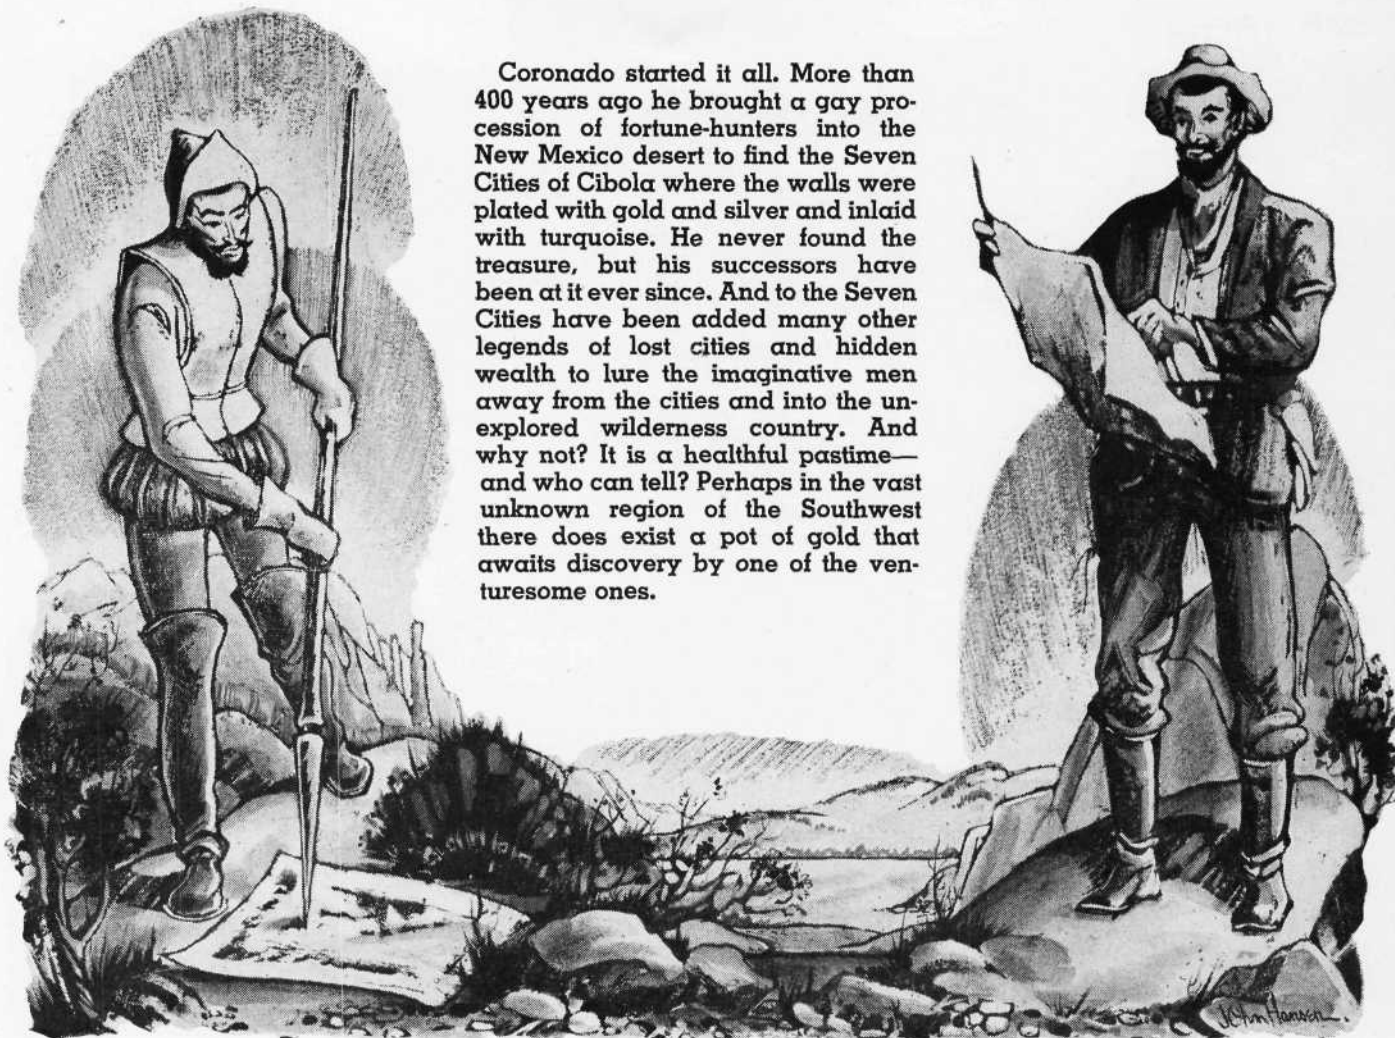 Coronado started it all. More than
400 years ago he brought a gay pro-
cession of fortune-hunters into the
New Mexico desert to find the Seven
Cities of Cibola where the walls were
plated with gold and silver and inlaid
with turquoise. He never found the
treasure, but his successors have
been at it ever since. And to the Seven
Cities have been added many other
legends of lost cities and hidden
wealth to lure the imaginative men
away from the cities and into the un-
explored wilderness country. And
why not? It is a healthful pastime—
and who can tell? Perhaps in the vast
unknown region of the Southwest
there does exist a pot of gold that
awaits discovery by one of the ven-
turesome ones.
John Hansen.